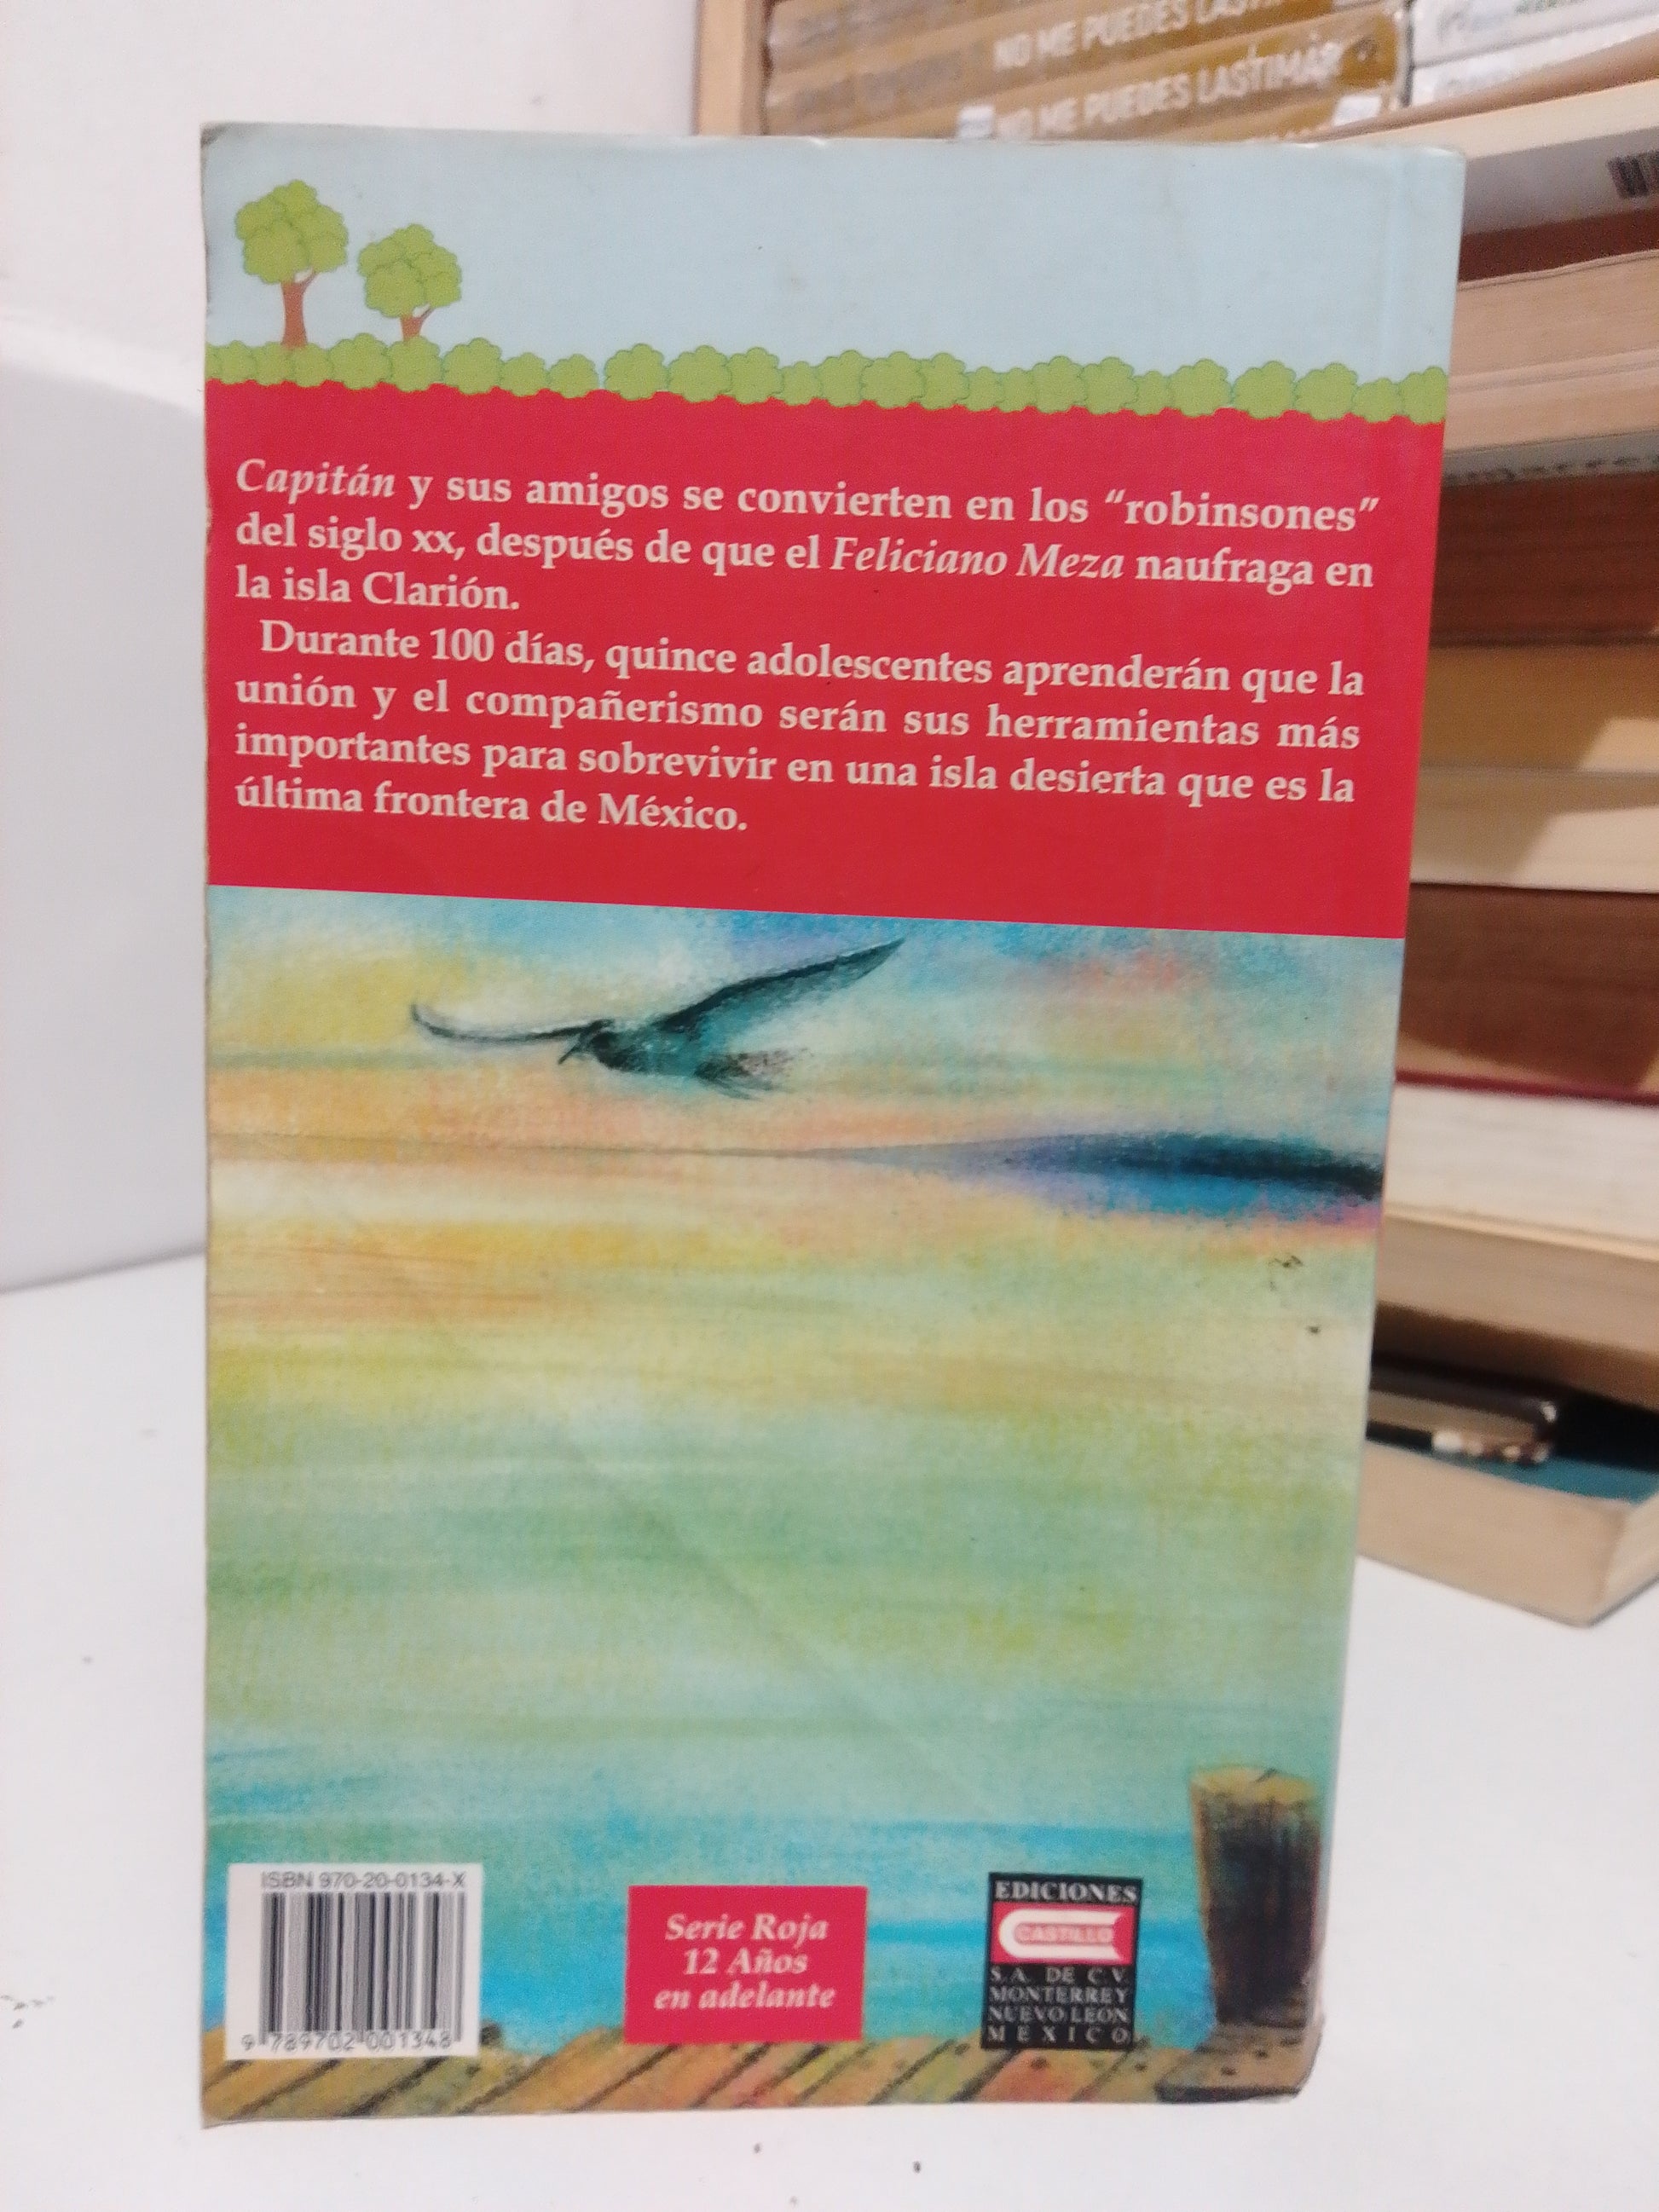 NO ME PUEDES LASTIMAR
NO ME PUEDES LASTIMAR
Capitán y sus amigos se convierten en los “robinsones”
del siglo xx, después de que el Feliciano Meza naufraga en
la isla Clarión.
Durante 100 días, quince adolescentes aprenderán que la
unión y el compañerismo serán sus herramientas más
importantes para sobrevivir en una isla desierta que es la
última frontera de México.
ISBN 970-20-0134-X
9 789702 001348
Serie Roja
12 Años
en adelante
EDICIONES
CASTILLO
S.A. DE C.V.
MONTERREY
NUEVO LEON
MEXICO